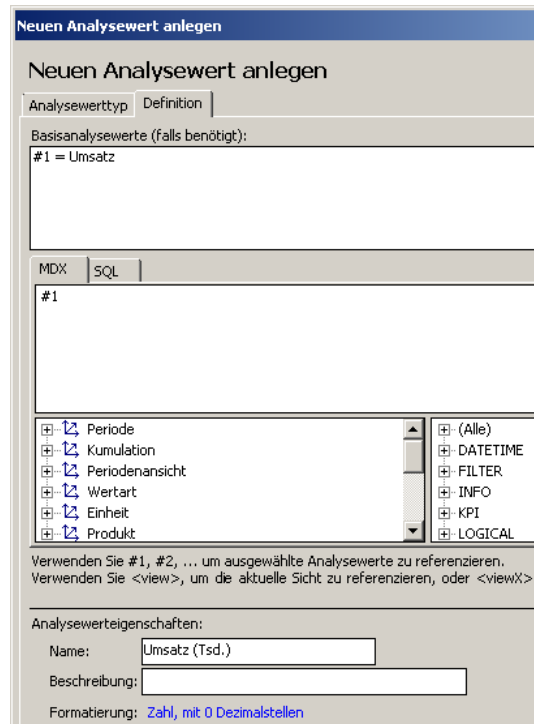 Neuen Analysewert anlegen
Neuen Analysewert anlegen
Analysewerttyp Definition
Basisanalysewerte (falls benötigt):
#1 = Umsatz
MDX SQL
#1
Periode (Alle)
Kumulation DATETIME
Periodenansicht FILTER
Wertart INFO
Einheit KPI
Produkt LOGICAL
Verwenden Sie #1, #2, ... um ausgewählte Analysewerte zu referenzieren.
Verwenden Sie <view>, um die aktuelle Sicht zu referenzieren, oder <viewX>
Analysewerteigenschaften:
Name: Umsatz (Tsd.)
Beschreibung:
Formatierung: Zahl, mit 0 Dezimalstellen